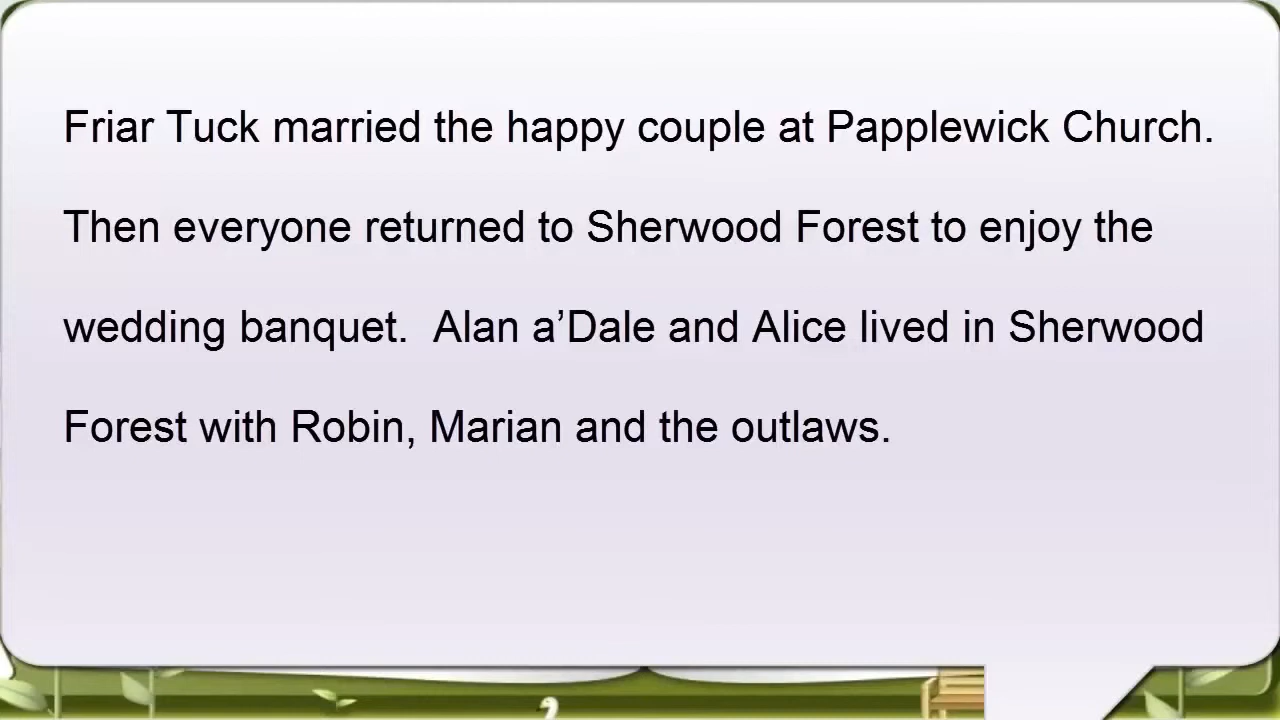 Friar Tuck married the happy couple at Papplewick Church.
Then everyone returned to Sherwood Forest to enjoy the
wedding banquet.  Alan a’Dale and Alice lived in Sherwood
Forest with Robin, Marian and the outlaws.